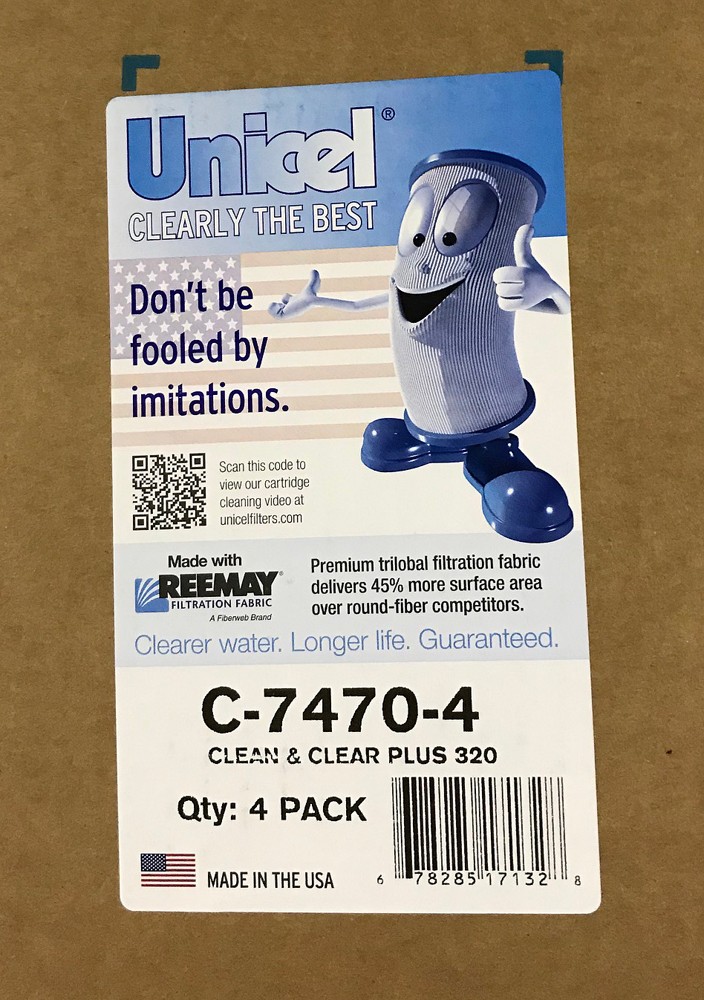 Unicel®
CLEARLY THE BEST
Don't be
fooled by
imitations.
Scan this code to
view our cartridge
cleaning video at
unicelfilters.com
Made with
REEMAY®
FILTRATION FABRIC
A Fiberweb Brand
Premium trilobal filtration fabric
delivers 45% more surface area
over round-fiber competitors.
Clearer water. Longer life. Guaranteed.
C-7470-4
CLEAN & CLEAR PLUS 320
Qty: 4 PACK
MADE IN THE USA
6 78285 17132 8